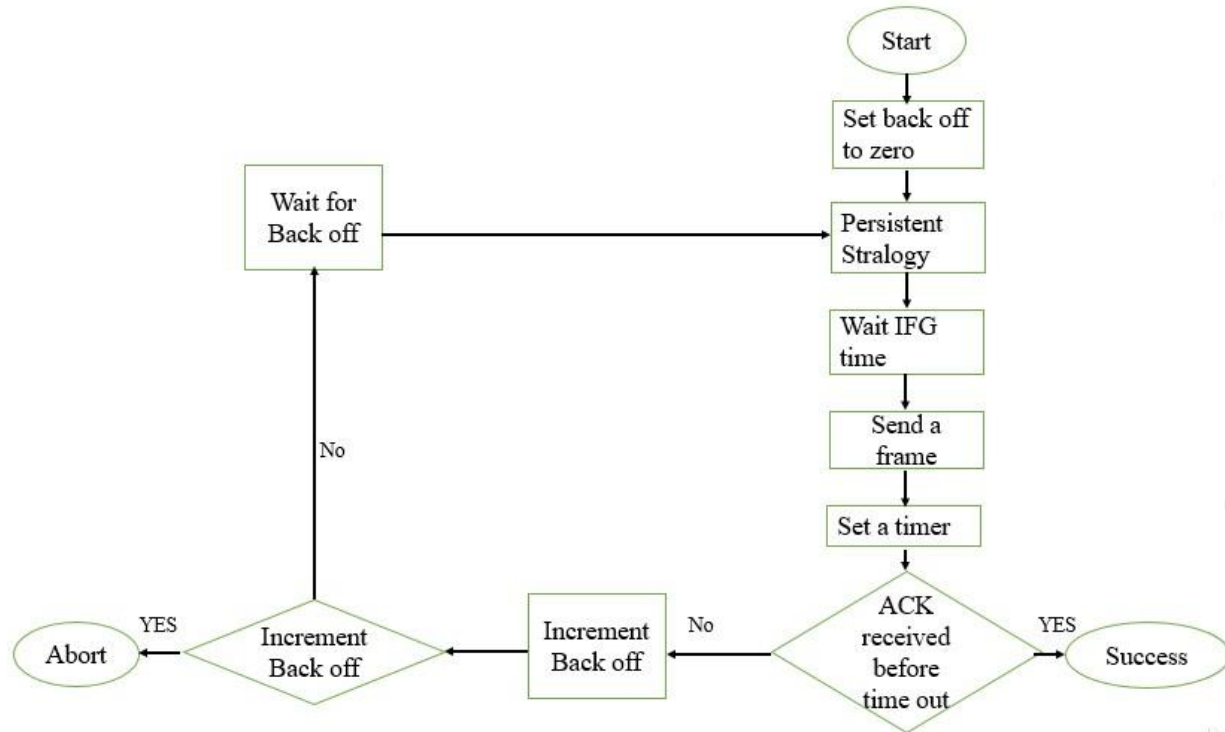 Start
Set back off
to zero
Wait for
Back off
Persistent
Stralogy
Wait IFG
time
No
Send a
frame
Set a timer
YES
Abort
Increment
Back off
Increment
Back off
No
ACK
received
before
time out
YES
Success